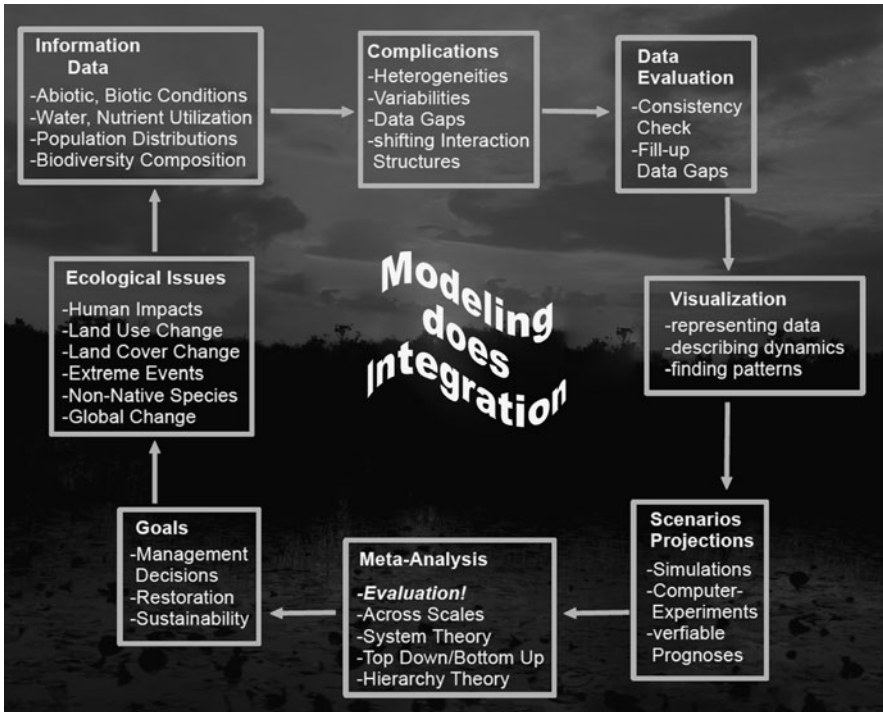 Information
Data
-Abiotic, Biotic Conditions
-Water, Nutrient Utilization
-Population Distributions
-Biodiversity Composition
Complications
-Heterogeneities
-Variabilities
-Data Gaps
-shifting Interaction
Structures
Data
Evaluation
-Consistency
Check
-Fill-up
Data Gaps
Visualization
-representing data
-describing dynamics
-finding patterns
Scenarios
Projections
-Simulations
-Computer-
Experiments
-verfiable
Prognoses
Meta-Analysis
-Evaluation!
-Across Scales
-System Theory
-Top Down/Bottom Up
-Hierarchy Theory
Goals
-Management
Decisions
-Restoration
-Sustainability
Ecological Issues
-Human Impacts
-Land Use Change
-Land Cover Change
-Extreme Events
-Non-Native Species
-Global Change
Modeling
does
Integration